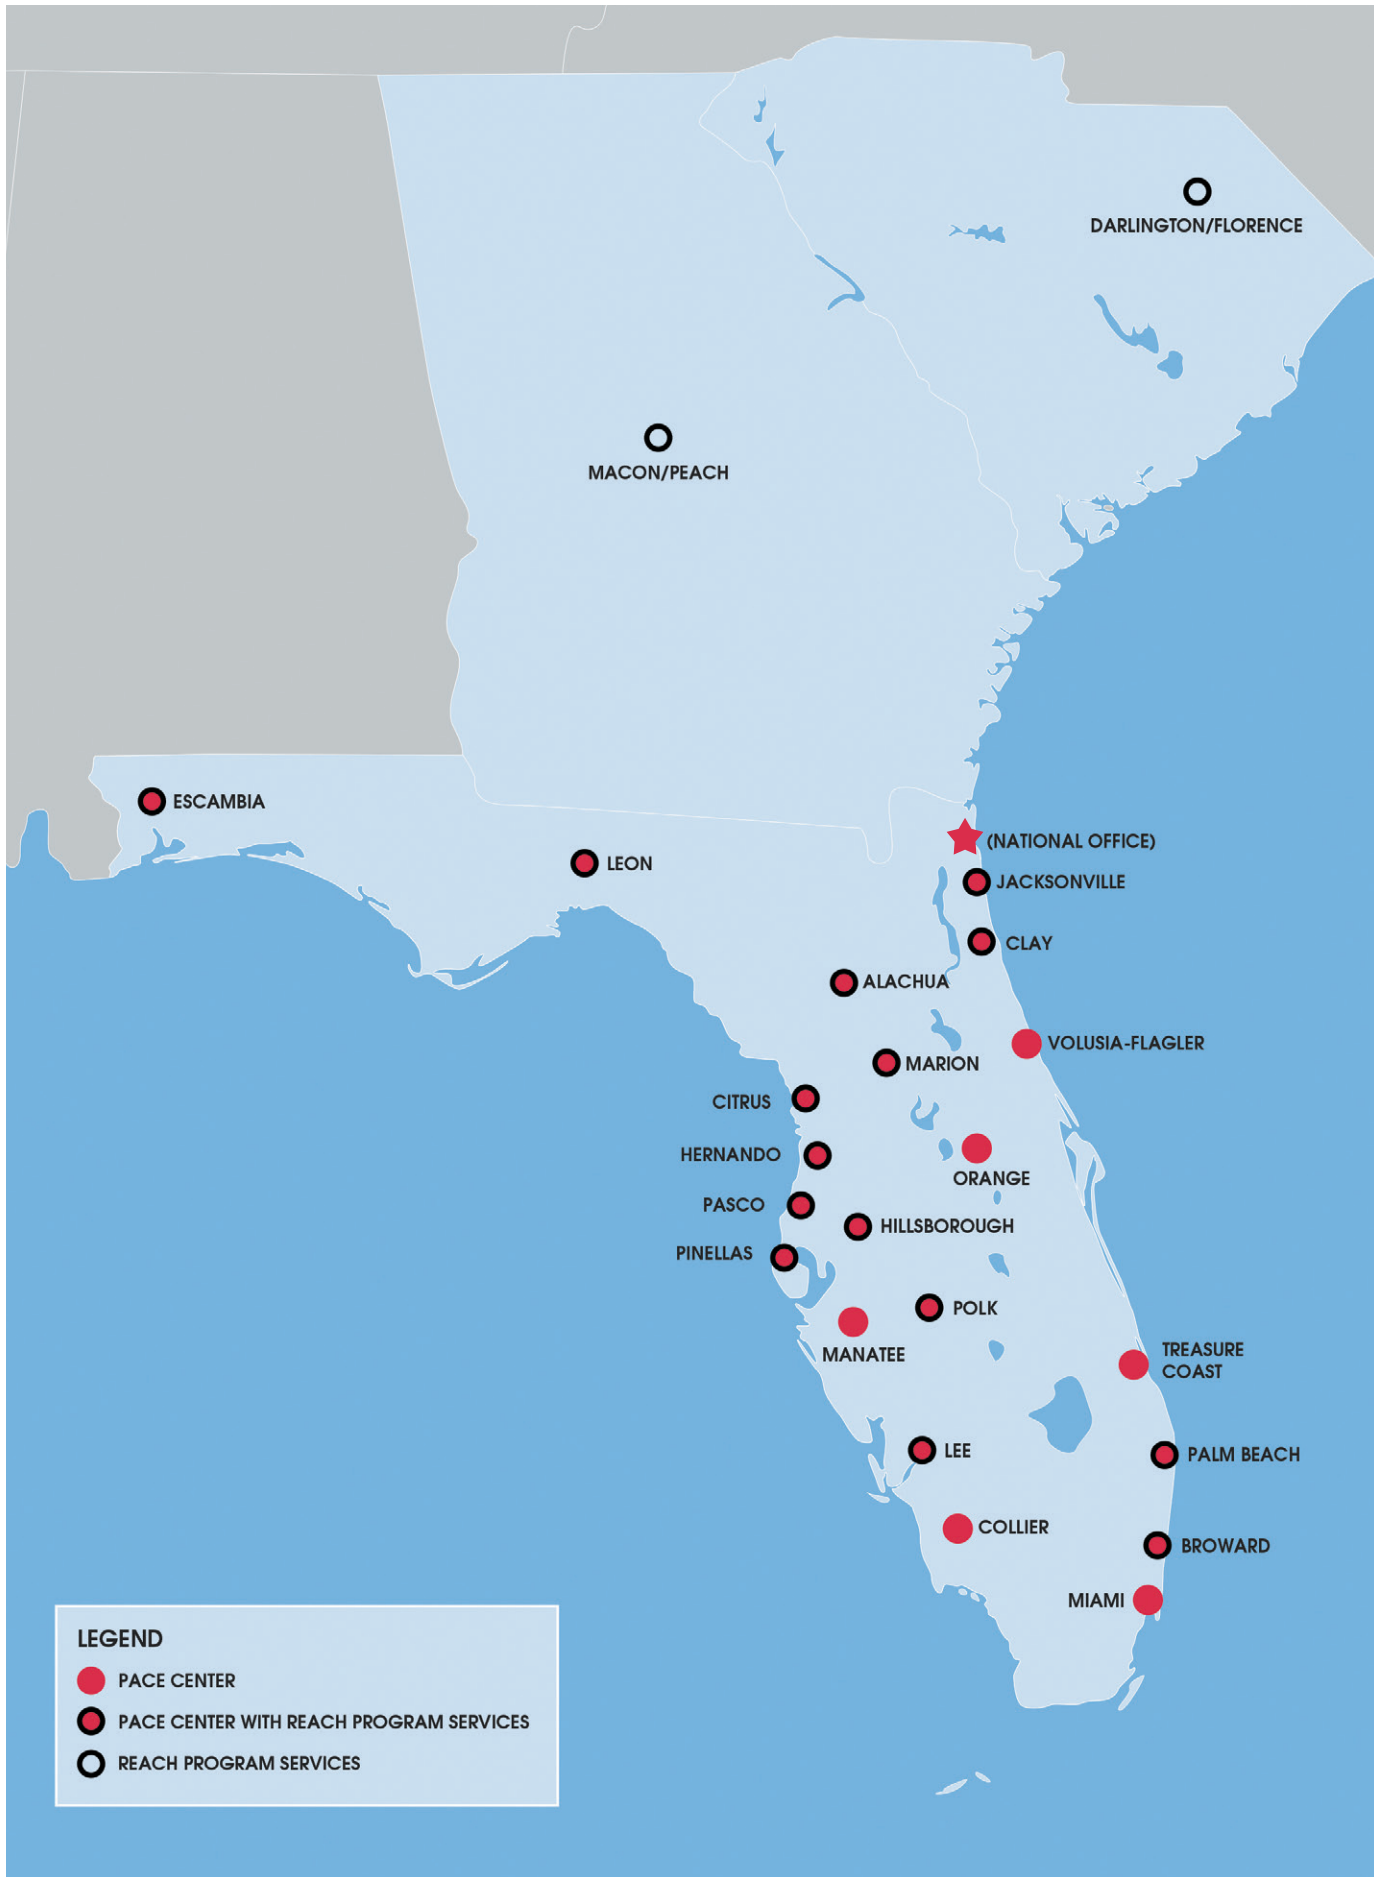 DARLINGTON/FLORENCE
MACON/PEACH
ESCAMBIA
(NATIONAL OFFICE)
LEON
JACKSONVILLE
CLAY
ALACHUA
VOLUSIA-FLAGLER
MARION
CITRUS
HERNANDO
ORANGE
PASCO
HILLSBOROUGH
PINELLAS
POLK
MANATEE
TREASURE
COAST
LEE
PALM BEACH
COLLIER
BROWARD
MIAMI
LEGEND
PACE CENTER
PACE CENTER WITH REACH PROGRAM SERVICES
REACH PROGRAM SERVICES